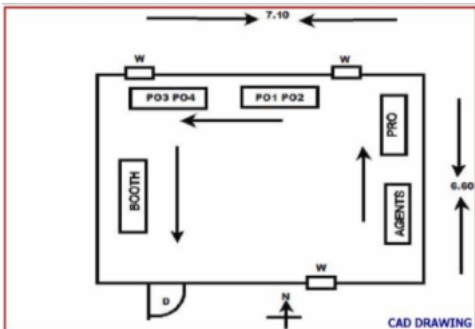 7.10
W
W
PO3 PO4
PO1 PO2
PRO
6.60
BOOTH
AGENTS
W
D
N
CAD DRAWING